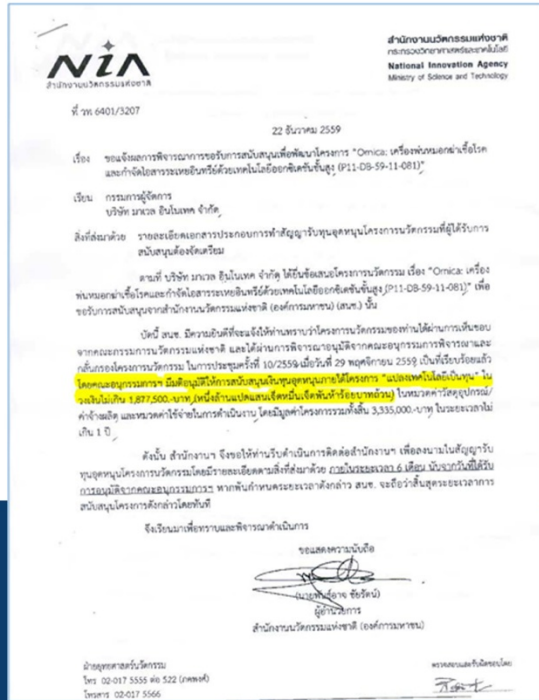 NiA
สำนักงานนวัตกรรมแห่งชาติ
สำนักงานนวัตกรรมแห่งชาติ
กระทรวงวิทยาศาสตร์และเทคโนโลยี
National Innovation Agency
Ministry of Science and Technology
ที่ วท 6401/3207
22 ธันวาคม 2559
เรื่อง ขอแจ้งผลการพิจารณาการขอรับการสนับสนุนเพื่อพัฒนาโครงการ "Ornica: เครื่องพ่นหมอกฆ่าเชื้อโรค
และกำจัดไอสารระเหยอินทรีย์ด้วยเทคโนโลยีออกซิเดชันขั้นสูง (P11-DB-59-11-081)"
เรียน กรรมการผู้จัดการ
บริษัท มาเวล อินโนเทค จำกัด
สิ่งที่ส่งมาด้วย รายละเอียดเอกสารประกอบการทำสัญญารับทุนอุดหนุนโครงการนวัตกรรมที่ผู้ได้รับการ
สนับสนุนต้องจัดเตรียม
ตามที่ บริษัท มาเวล อินโนเทค จำกัด ได้ยื่นข้อเสนอโครงการนวัตกรรม เรื่อง "Ornica: เครื่อง
พ่นหมอกฆ่าเชื้อโรคและกำจัดไอสารระเหยอินทรีย์ด้วยเทคโนโลยีออกซิเดชันขั้นสูง (P11-DB-59-11-081)" เพื่อ
ขอรับการสนับสนุนจากสำนักงานนวัตกรรมแห่งชาติ (องค์การมหาชน) (สนช.) นั้น
บัดนี้ สนช. มีความยินดีที่จะแจ้งให้ท่านทราบว่าโครงการนวัตกรรมของท่านได้ผ่านการเห็นชอบ
จากคณะกรรมการนวัตกรรมแห่งชาติ และได้ผ่านการพิจารณาอนุมัติจากคณะอนุกรรมการพิจารณาและ
กลั่นกรองโครงการนวัตกรรม ในการประชุมครั้งที่ 10/2559 เมื่อวันที่ 29 พฤศจิกายน 2559 เป็นที่เรียบร้อยแล้ว
โดยคณะอนุกรรมการฯ มีมติอนุมัติให้การสนับสนุนเงินทุนอุดหนุนภายใต้โครงการ "แปลงเทคโนโลยีเป็นทุน" ใน
วงเงินไม่เกิน 1,877,500.-บาท (หนึ่งล้านแปดแสนเจ็ดหมื่นเจ็ดพันห้าร้อยบาทถ้วน) ในหมวดค่าวัสดุอุปกรณ์/
ค่าจ้างผลิต และหมวดค่าใช้จ่ายในการดำเนินงาน โดยมีมูลค่าโครงการรวมทั้งสิ้น 3,335,000.-บาท ในระยะเวลาไม่
เกิน 1 ปี
ดังนั้น สำนักงานฯ จึงขอให้ท่านรีบดำเนินการติดต่อสำนักงานฯ เพื่อลงนามในสัญญารับ
ทุนอุดหนุนโครงการนวัตกรรมโดยมีรายละเอียดตามสิ่งที่ส่งมาด้วย ภายในระยะเวลา 6 เดือน นับจากวันที่ได้รับ
การอนุมัติจากคณะอนุกรรมการฯ หากพ้นกำหนดระยะเวลาดังกล่าว สนช. จะถือว่าสิ้นสุดระยะเวลาการ
สนับสนุนโครงการดังกล่าวโดยทันที
จึงเรียนมาเพื่อทราบและพิจารณาดำเนินการ
ขอแสดงความนับถือ
(นายพันธุ์อาจ ชัยรัตน์)
ผู้อำนวยการ
สำนักงานนวัตกรรมแห่งชาติ (องค์การมหาชน)
ฝ่ายยุทธศาสตร์นวัตกรรม
โทร 02-017 5555 ต่อ 522
โทรสาร 02-017 5566
ตรวจสอบและรับผิดชอบโดย